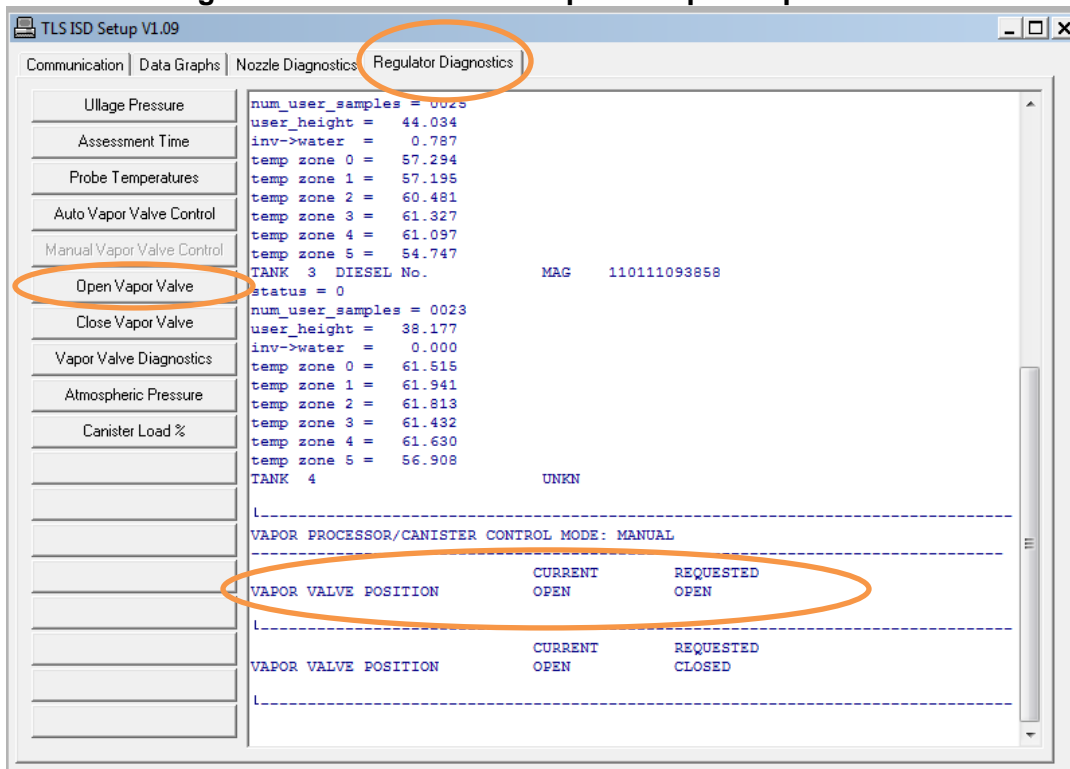 TLS ISD Setup V1.09
Communication Data Graphs Nozzle Diagnostics Regulator Diagnostics
Ullage Pressure
Assessment Time
Probe Temperatures
Auto Vapor Valve Control
Manual Vapor Valve Control
Open Vapor Valve
Close Vapor Valve
Vapor Valve Diagnostics
Atmospheric Pressure
Canister Load %
num_user_samples = 0025
user_height = 44.034
inv->water = 0.787
temp zone 0 = 57.294
temp zone 1 = 57.195
temp zone 2 = 60.481
temp zone 3 = 61.327
temp zone 4 = 61.097
temp zone 5 = 54.747
TANK 3 DIESEL No. MAG 110111093858
status = 0
num_user_samples = 0023
user_height = 38.177
inv->water = 0.000
temp zone 0 = 61.515
temp zone 1 = 61.941
temp zone 2 = 61.813
temp zone 3 = 61.432
temp zone 4 = 61.630
temp zone 5 = 56.908
TANK 4 UNKN
VAPOR PROCESSOR/CANISTER CONTROL MODE: MANUAL
CURRENT REQUESTED
VAPOR VALVE POSITION OPEN OPEN
CURRENT REQUESTED
VAPOR VALVE POSITION OPEN CLOSED